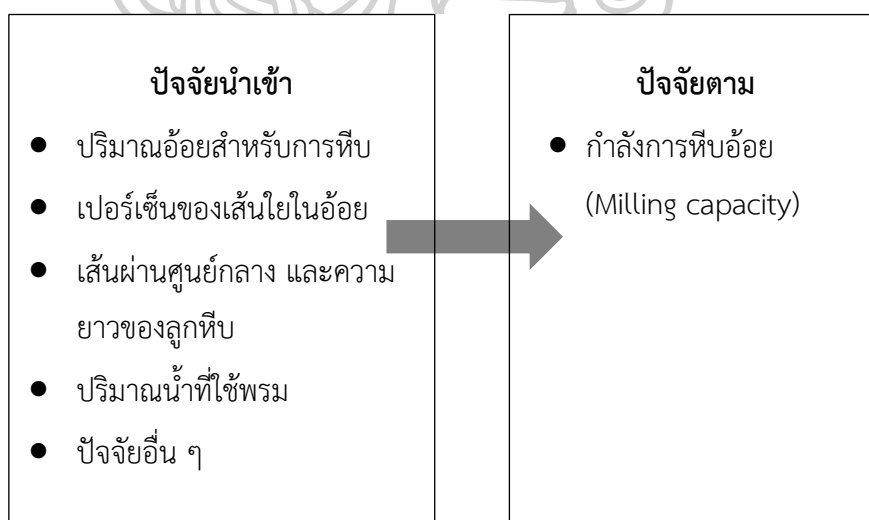 ปัจจัยนำเข้า
● ปริมาณอ้อยสำหรับการหีบ
● เปอร์เซ็นของเส้นใยในอ้อย
● เส้นผ่านศูนย์กลาง และความ
ยาวของลูกหีบ
● ปริมาณน้ำที่ใช้พรม
● ปัจจัยอื่น ๆ
ปัจจัยตาม
● กำลังการหีบอ้อย
(Milling capacity)